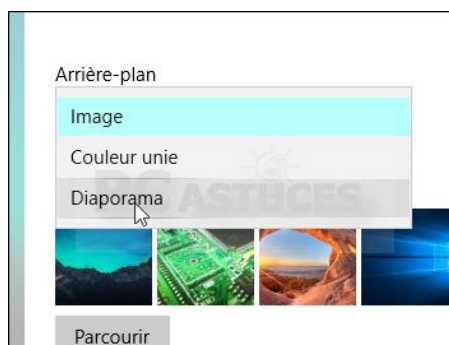 Arrière-plan
Image
Couleur unie
PC ASTUCES
Diaporama
Parcourir